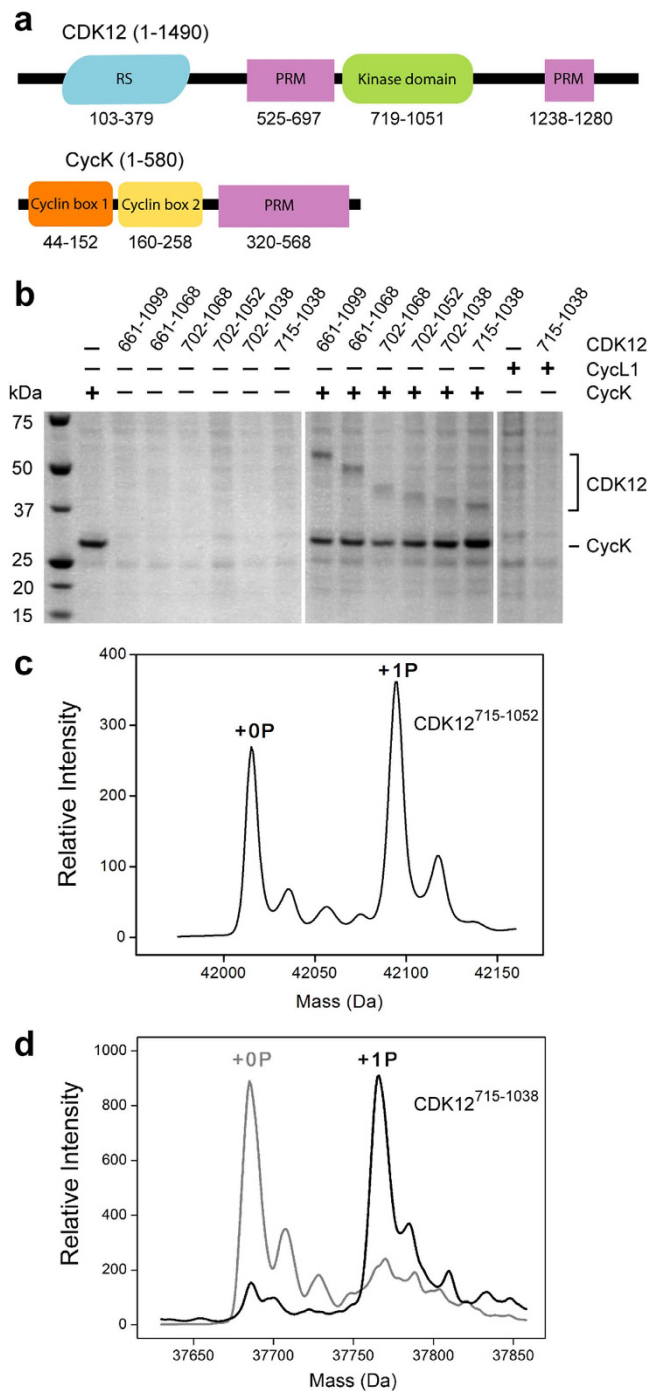 a
CDK12 (1-1490)
RS PRM Kinase domain PRM
103-379 525-697 719-1051 1238-1280
CycK (1-580)
Cyclin box 1 Cyclin box 2 PRM
44-152 160-258 320-568
b
– 661-1099 661-1068 702-1068 702-1052 702-1038 715-1038 661-1099 661-1068 702-1068 702-1052 702-1038 715-1038 – 715-1038 CDK12
– – – – – – – – – – – – – + + CycL1
kDa + – – – – – – + + + + + + – – CycK
75
50
CDK12
37
CycK
25
20
15
c
400
+1P
CDK12715-1052
300
+0P
200
100
0
Relative Intensity
42000 42050 42100 42150
Mass (Da)
d
1000
+0P +1P
CDK12715-1038
800
600
400
200
0
Relative Intensity
37650 37700 37760 37800 37850
Mass (Da)